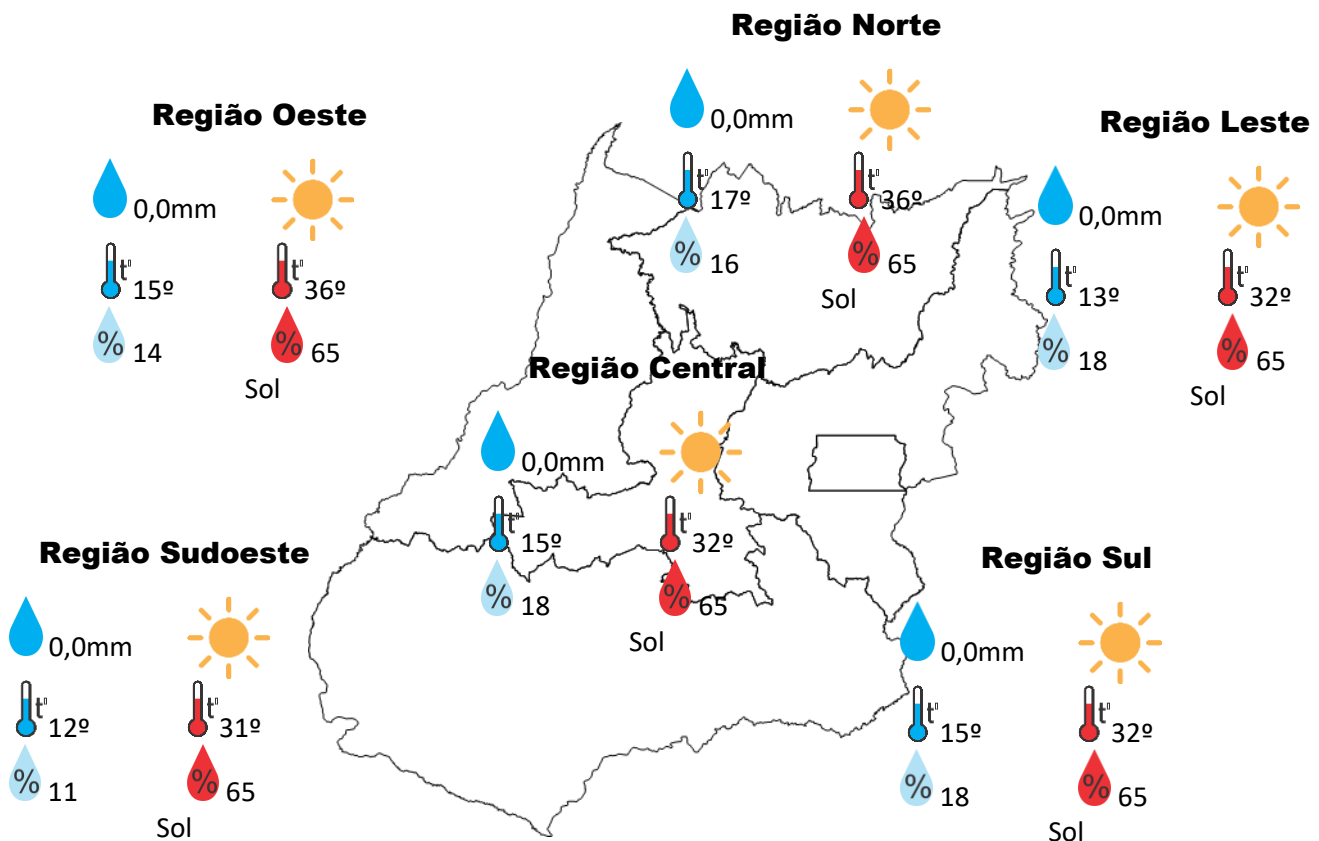 Região Norte
0,0mm
t°
17º
t°
36º
%
16
%
65
Sol
Região Oeste
0,0mm
t°
15º
t°
36º
%
14
%
65
Sol
Região Leste
0,0mm
t°
13º
t°
32º
%
18
%
65
Sol
Região Central
0,0mm
t°
15º
t°
32º
%
18
%
65
Sol
Região Sudoeste
0,0mm
t°
12º
t°
31º
%
11
%
65
Sol
Região Sul
0,0mm
t°
15º
t°
32º
%
18
%
65
Sol